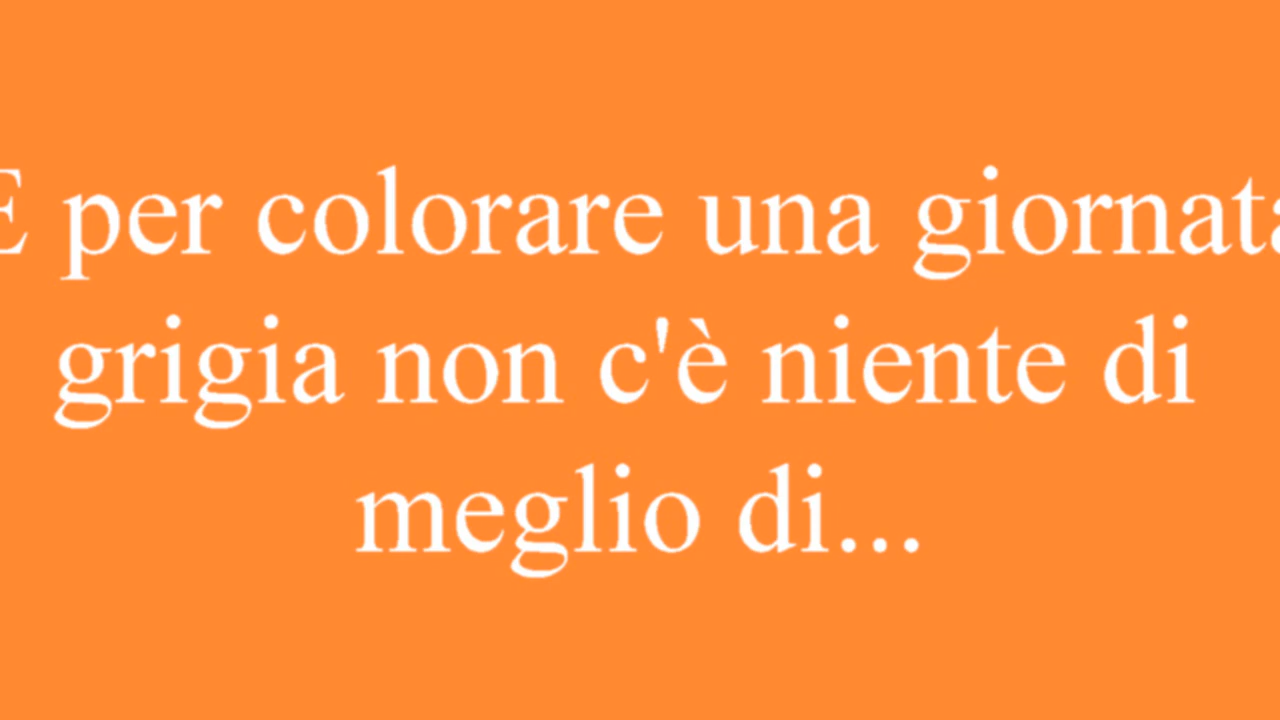 E per colorare una giornata
grigia non c'è niente di
meglio di...